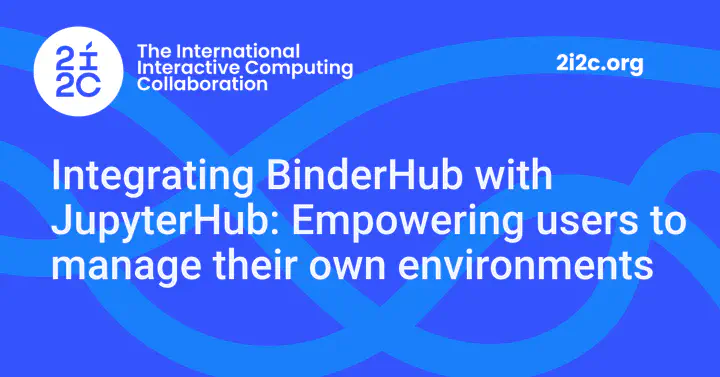 2i
2C
The International
Interactive Computing
Collaboration
2i2c.org
Integrating BinderHub with
JupyterHub: Empowering users to
manage their own environments